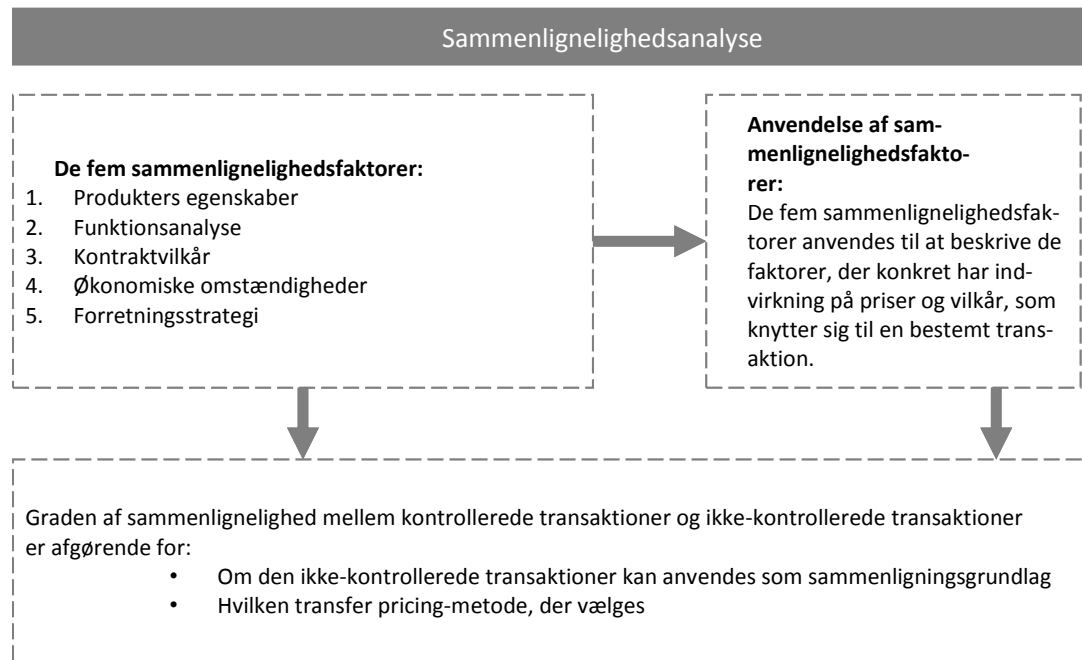 Sammenlignelighedsanalyse
De fem sammenlignelighedsfaktorer:
1. Produkters egenskaber
2. Funktionsanalyse
3. Kontraktvilkår
4. Økonomiske omstændigheder
5. Forretningsstrategi
Anvendelse af sam-
menlignelighedsfakto-
rer:
De fem sammenlignelighedsfak-
torer anvendes til at beskrive de
faktorer, der konkret har ind-
virkning på priser og vilkår, som
knytter sig til en bestemt trans-
aktion.
Graden af sammenlignelighed mellem kontrollerede transaktioner og ikke-kontrollerede transaktioner
er afgørende for:
• Om den ikke-kontrollerede transaktioner kan anvendes som sammenligningsgrundlag
• Hvilken transfer pricing-metode, der vælges